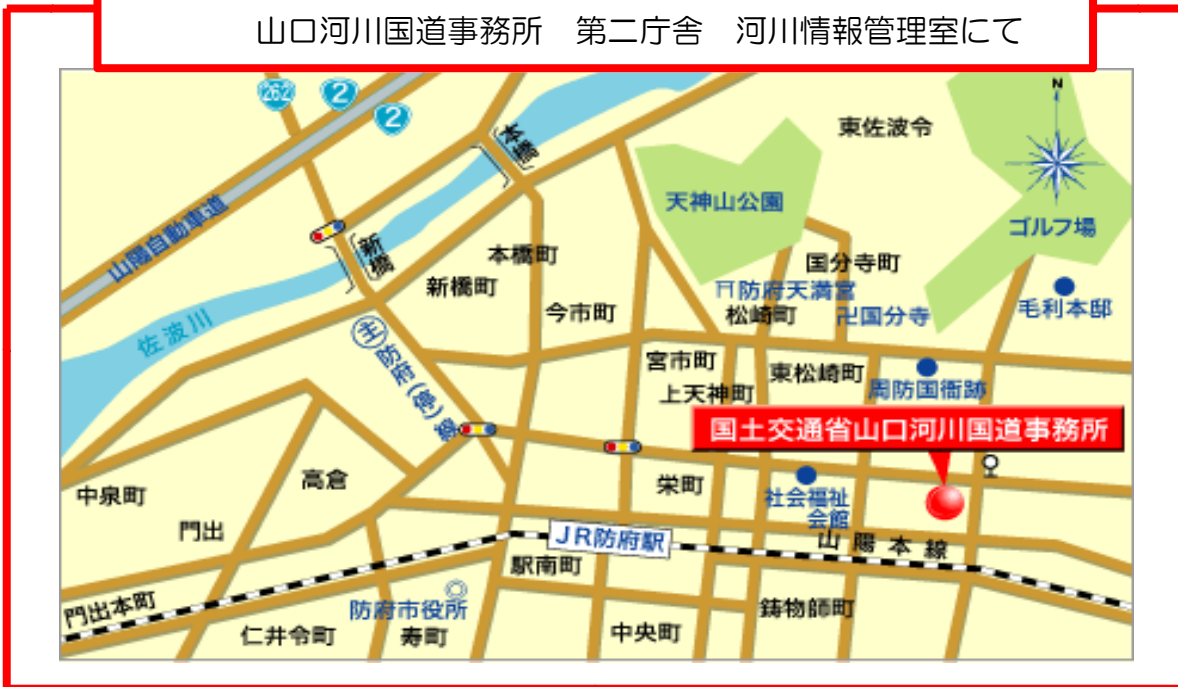 山口河川国道事務所　第二庁舎　河川情報管理室にて
262
2
2
N
本橋
東佐波令
天神山公園
山陽自動車道
ゴルフ場
新橋
本橋町
国分寺町
新橋町
防府天満宮
毛利本邸
今市町
松崎町
卍国分寺
佐波川
主防府(停)線
宮市町
東松崎町
上天神町
周防国衙跡
国土交通省山口河川国道事務所
高倉
栄町
中泉町
社会福祉
会館
門出
JR防府駅
山陽本線
駅南町
門出本町
防府市役所
鋳物師町
仁井令町
寿町
中央町